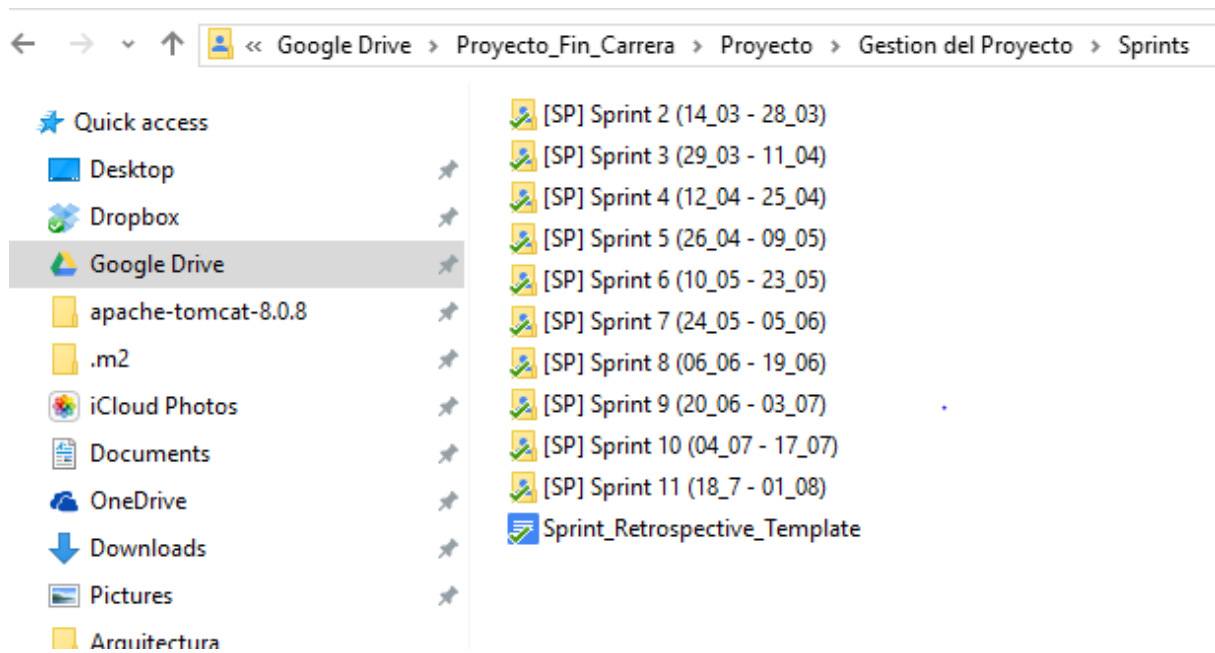 « Google Drive > Proyecto_Fin_Carrera > Proyecto > Gestion del Proyecto > Sprints
Quick access
Desktop
Dropbox
Google Drive
apache-tomcat-8.0.8
.m2
iCloud Photos
Documents
OneDrive
Downloads
Pictures
Arquitectura
[SP] Sprint 2 (14_03 - 28_03)
[SP] Sprint 3 (29_03 - 11_04)
[SP] Sprint 4 (12_04 - 25_04)
[SP] Sprint 5 (26_04 - 09_05)
[SP] Sprint 6 (10_05 - 23_05)
[SP] Sprint 7 (24_05 - 05_06)
[SP] Sprint 8 (06_06 - 19_06)
[SP] Sprint 9 (20_06 - 03_07)
[SP] Sprint 10 (04_07 - 17_07)
[SP] Sprint 11 (18_7 - 01_08)
Sprint_Retrospective_Template